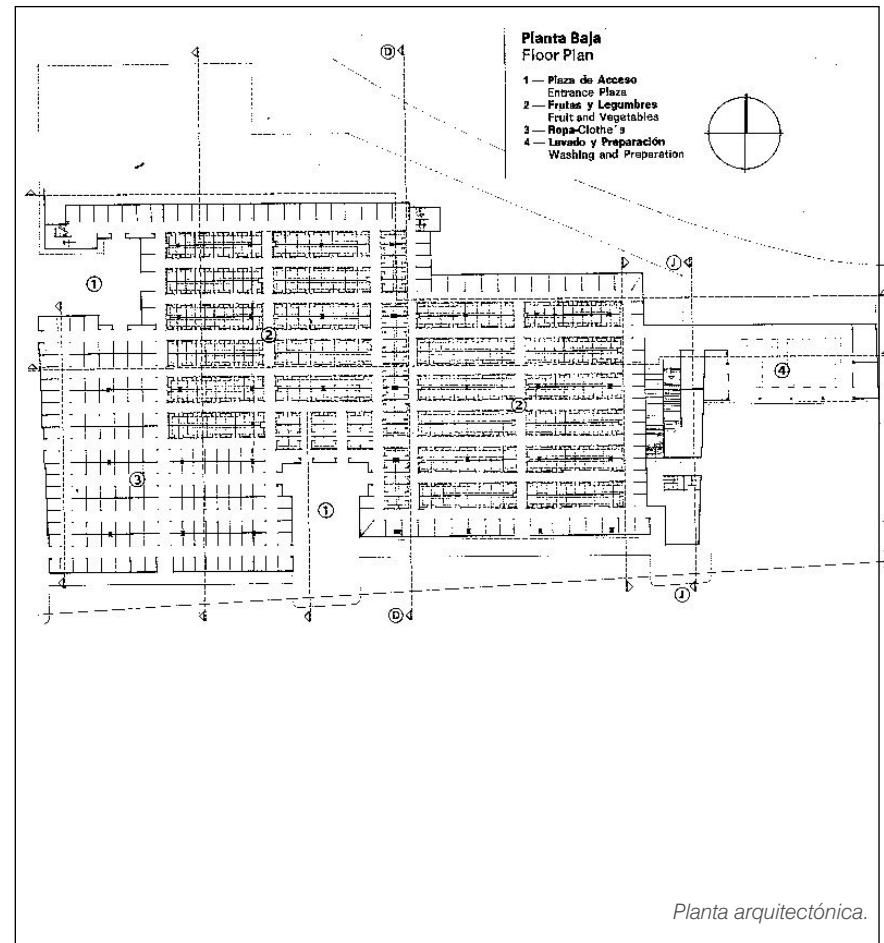 Planta Baja
Floor Plan
1 — Plaza de Acceso
Entrance Plaza
2 — Frutas y Legumbres
Fruit and Vegetables
3 — Ropa-Clothe's
4 — Lavado y Preparación
Washing and Preparation
D
J
1
2
4
2
3
1
D
J
Planta arquitectónica.